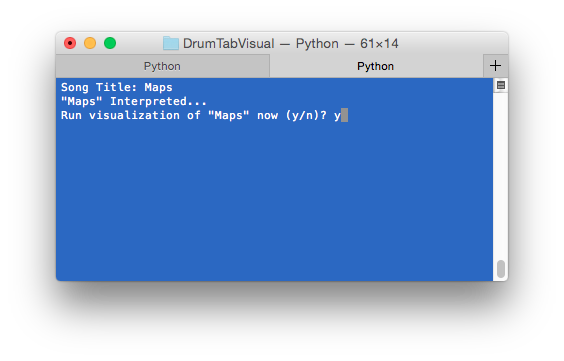 DrumTabVisual — Python — 61×14
Python
Python
+
Song Title: Maps
"Maps" Interpreted...
Run visualization of "Maps" now (y/n)? y